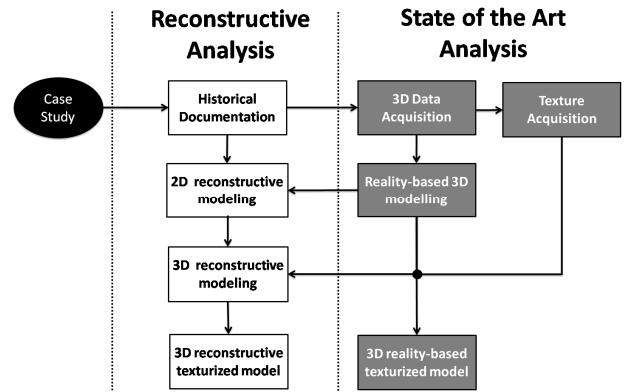 Reconstructive
Analysis
State of the Art
Analysis
Case
Study
Historical
Documentation
3D Data
Acquisition
Texture
Acquisition
2D reconstructive
modeling
Reality-based 3D
modelling
3D reconstructive
modeling
3D reconstructive
texturized model
3D reality-based
texturized model